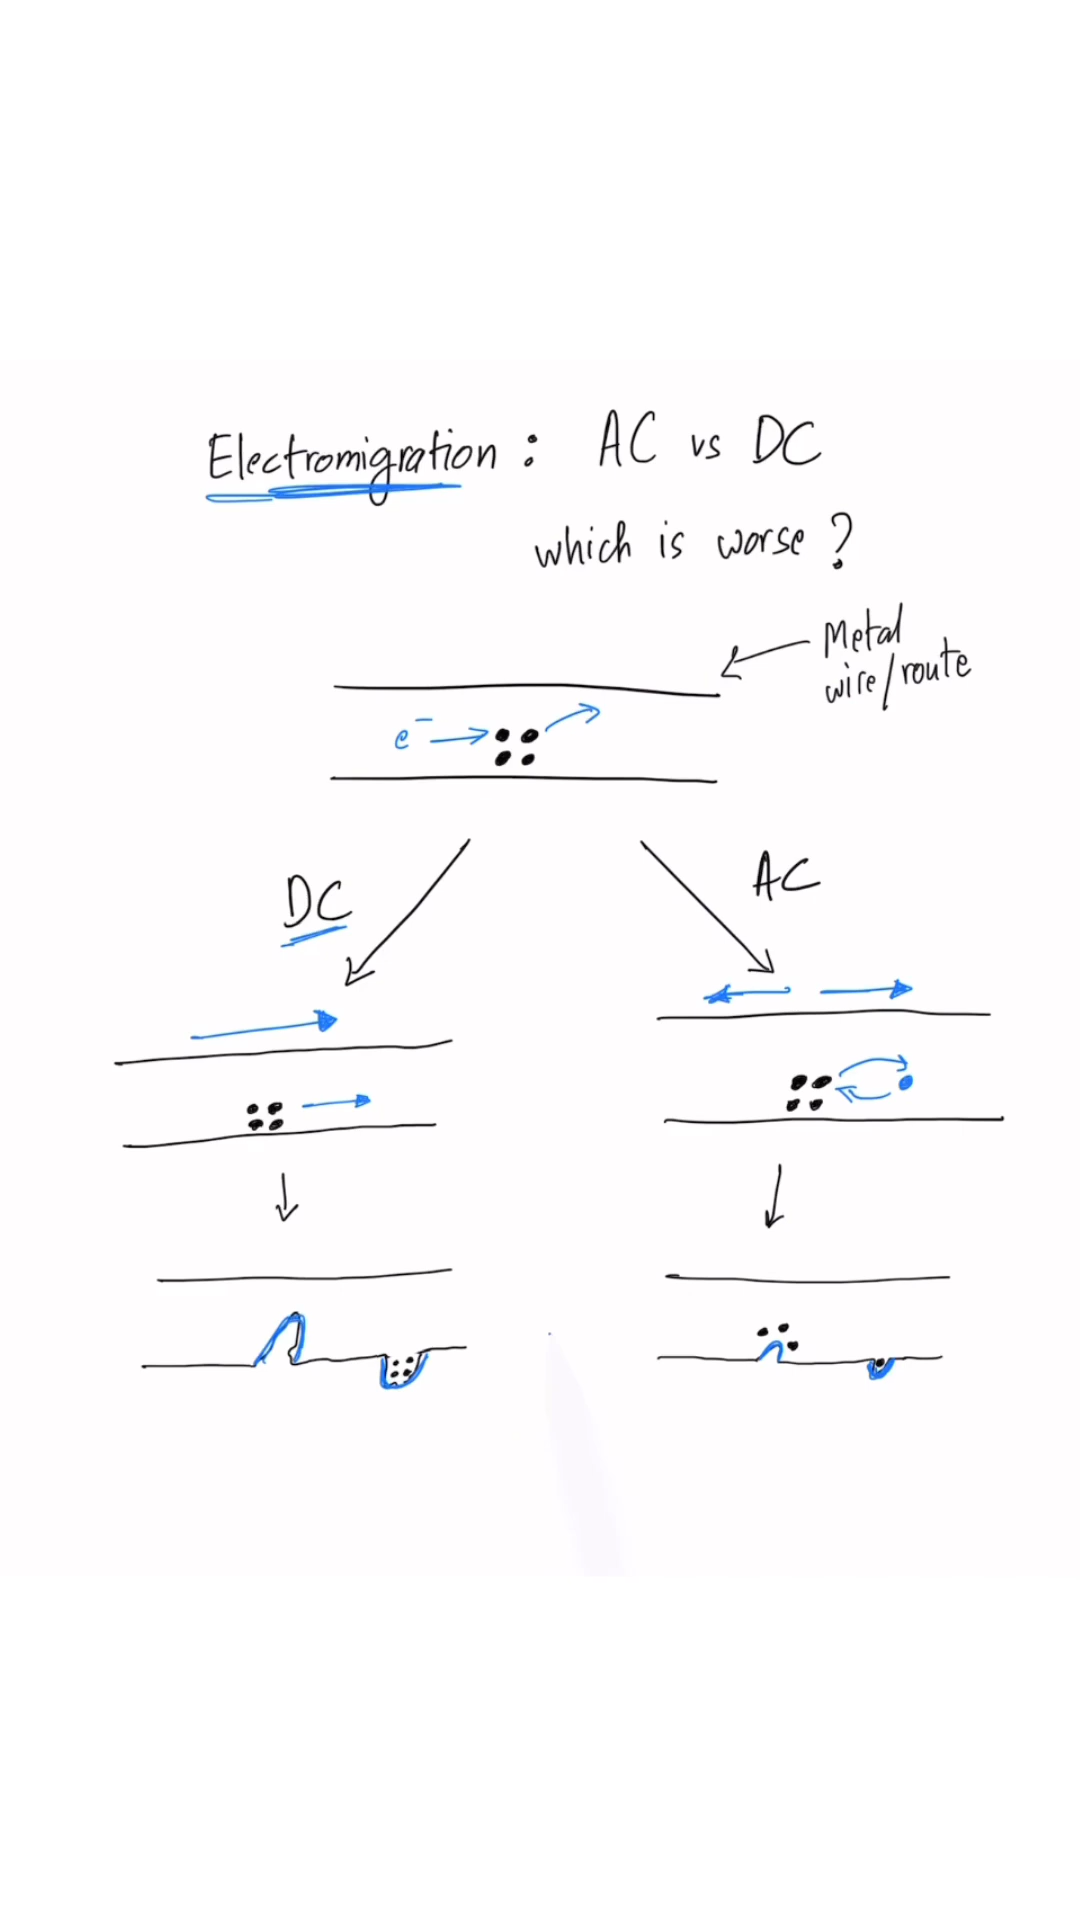 Electromigration : AC vs DC
which is worse ?
Metal
wire/route
e⁻
DC
AC